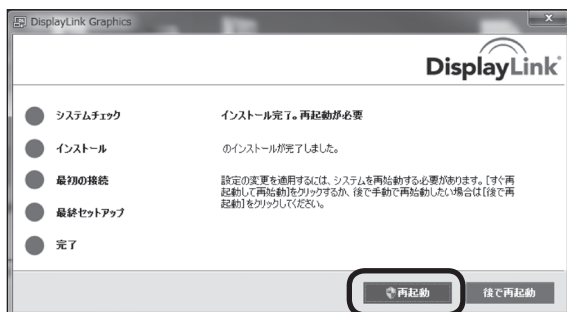 DisplayLink Graphics
x
DisplayLink
システムチェック
インストール
最初の接続
最終セットアップ
完了
インストール完了。再起動が必要
のインストールが完了しました。
設定の変更を適用するには、システムを再始動する必要があります。[すぐ再
起動して再始動]をクリックするか、後で手動で再始動したい場合は[後で再
起動]をクリックしてください。
再起動
後で再起動